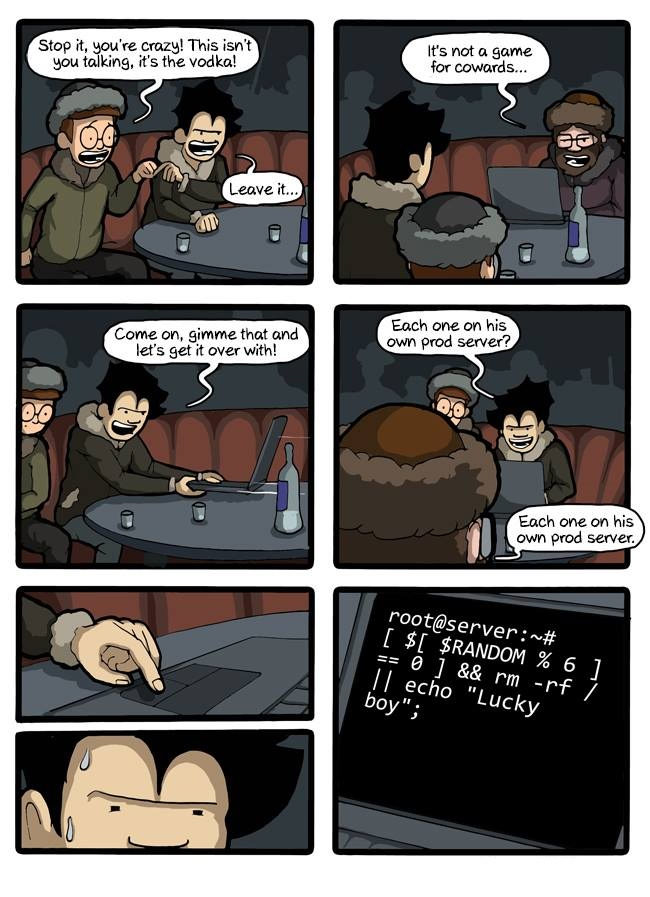 Stop it, you're crazy! This isn't
you talking, it's the vodka!
Leave it...
It's not a game
for cowards...
Come on, gimme that and
let's get it over with!
Each one on his
own prod server?
Each one on his
own prod server.
root@server:~#
[ $[ $RANDOM % 6 ]
== 0 ] && rm -rf /
|| echo "Lucky
boy";